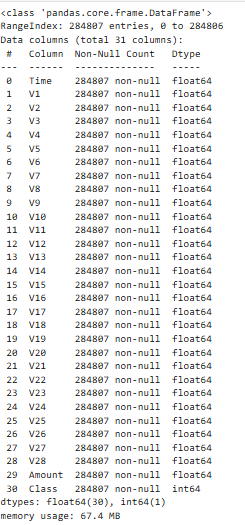 <class 'pandas.core.frame.DataFrame'>
RangeIndex: 284807 entries, 0 to 284806
Data columns (total 31 columns):
 #   Column  Non-Null Count   Dtype
---  ------  --------------   -----
 0   Time    284807 non-null  float64
 1   V1      284807 non-null  float64
 2   V2      284807 non-null  float64
 3   V3      284807 non-null  float64
 4   V4      284807 non-null  float64
 5   V5      284807 non-null  float64
 6   V6      284807 non-null  float64
 7   V7      284807 non-null  float64
 8   V8      284807 non-null  float64
 9   V9      284807 non-null  float64
 10  V10     284807 non-null  float64
 11  V11     284807 non-null  float64
 12  V12     284807 non-null  float64
 13  V13     284807 non-null  float64
 14  V14     284807 non-null  float64
 15  V15     284807 non-null  float64
 16  V16     284807 non-null  float64
 17  V17     284807 non-null  float64
 18  V18     284807 non-null  float64
 19  V19     284807 non-null  float64
 20  V20     284807 non-null  float64
 21  V21     284807 non-null  float64
 22  V22     284807 non-null  float64
 23  V23     284807 non-null  float64
 24  V24     284807 non-null  float64
 25  V25     284807 non-null  float64
 26  V26     284807 non-null  float64
 27  V27     284807 non-null  float64
 28  V28     284807 non-null  float64
 29  Amount  284807 non-null  float64
 30  Class   284807 non-null  int64
dtypes: float64(30), int64(1)
memory usage: 67.4 MB